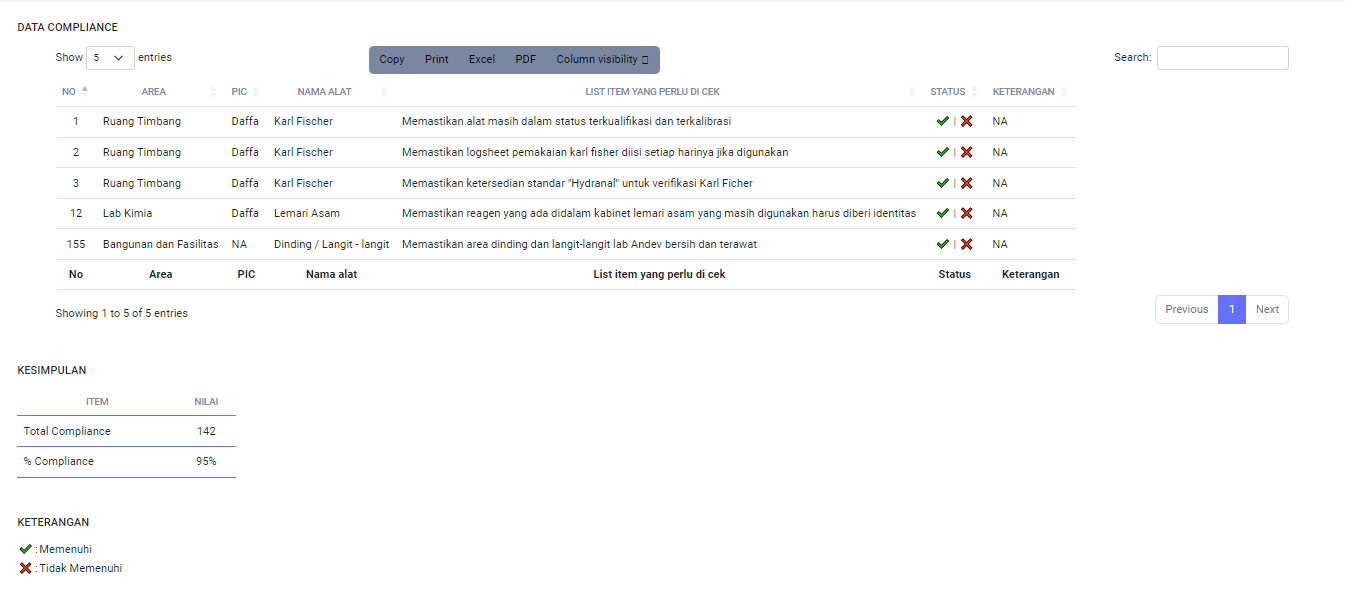 DATA COMPLIANCE
Show 5 entries Copy Print Excel PDF Column visibility Search:
NO AREA PIC NAMA ALAT LIST ITEM YANG PERLU DI CEK STATUS KETERANGAN
1 Ruang Timbang Daffa Karl Fischer Memastikan alat masih dalam status terkualifikasi dan terkalibrasi ✔ | ✖ NA
2 Ruang Timbang Daffa Karl Fischer Memastikan logsheet pemakaian karl fisher diisi setiap harinya jika digunakan ✔ | ✖ NA
3 Ruang Timbang Daffa Karl Fischer Memastikan ketersedian standar "Hydranal" untuk verifikasi Karl Ficher ✔ | ✖ NA
12 Lab Kimia Daffa Lemari Asam Memastikan reagen yang ada didalam kabinet lemari asam yang masih digunakan harus diberi identitas ✔ | ✖ NA
155 Bangunan dan Fasilitas NA Dinding / Langit - langit Memastikan area dinding dan langit-langit lab Andev bersih dan terawat ✔ | ✖ NA
No Area PIC Nama alat List item yang perlu di cek Status Keterangan
Showing 1 to 5 of 5 entries Previous 1 Next
KESIMPULAN
ITEM NILAI
Total Compliance 142
% Compliance 95%
KETERANGAN
✔ : Memenuhi
✖ : Tidak Memenuhi